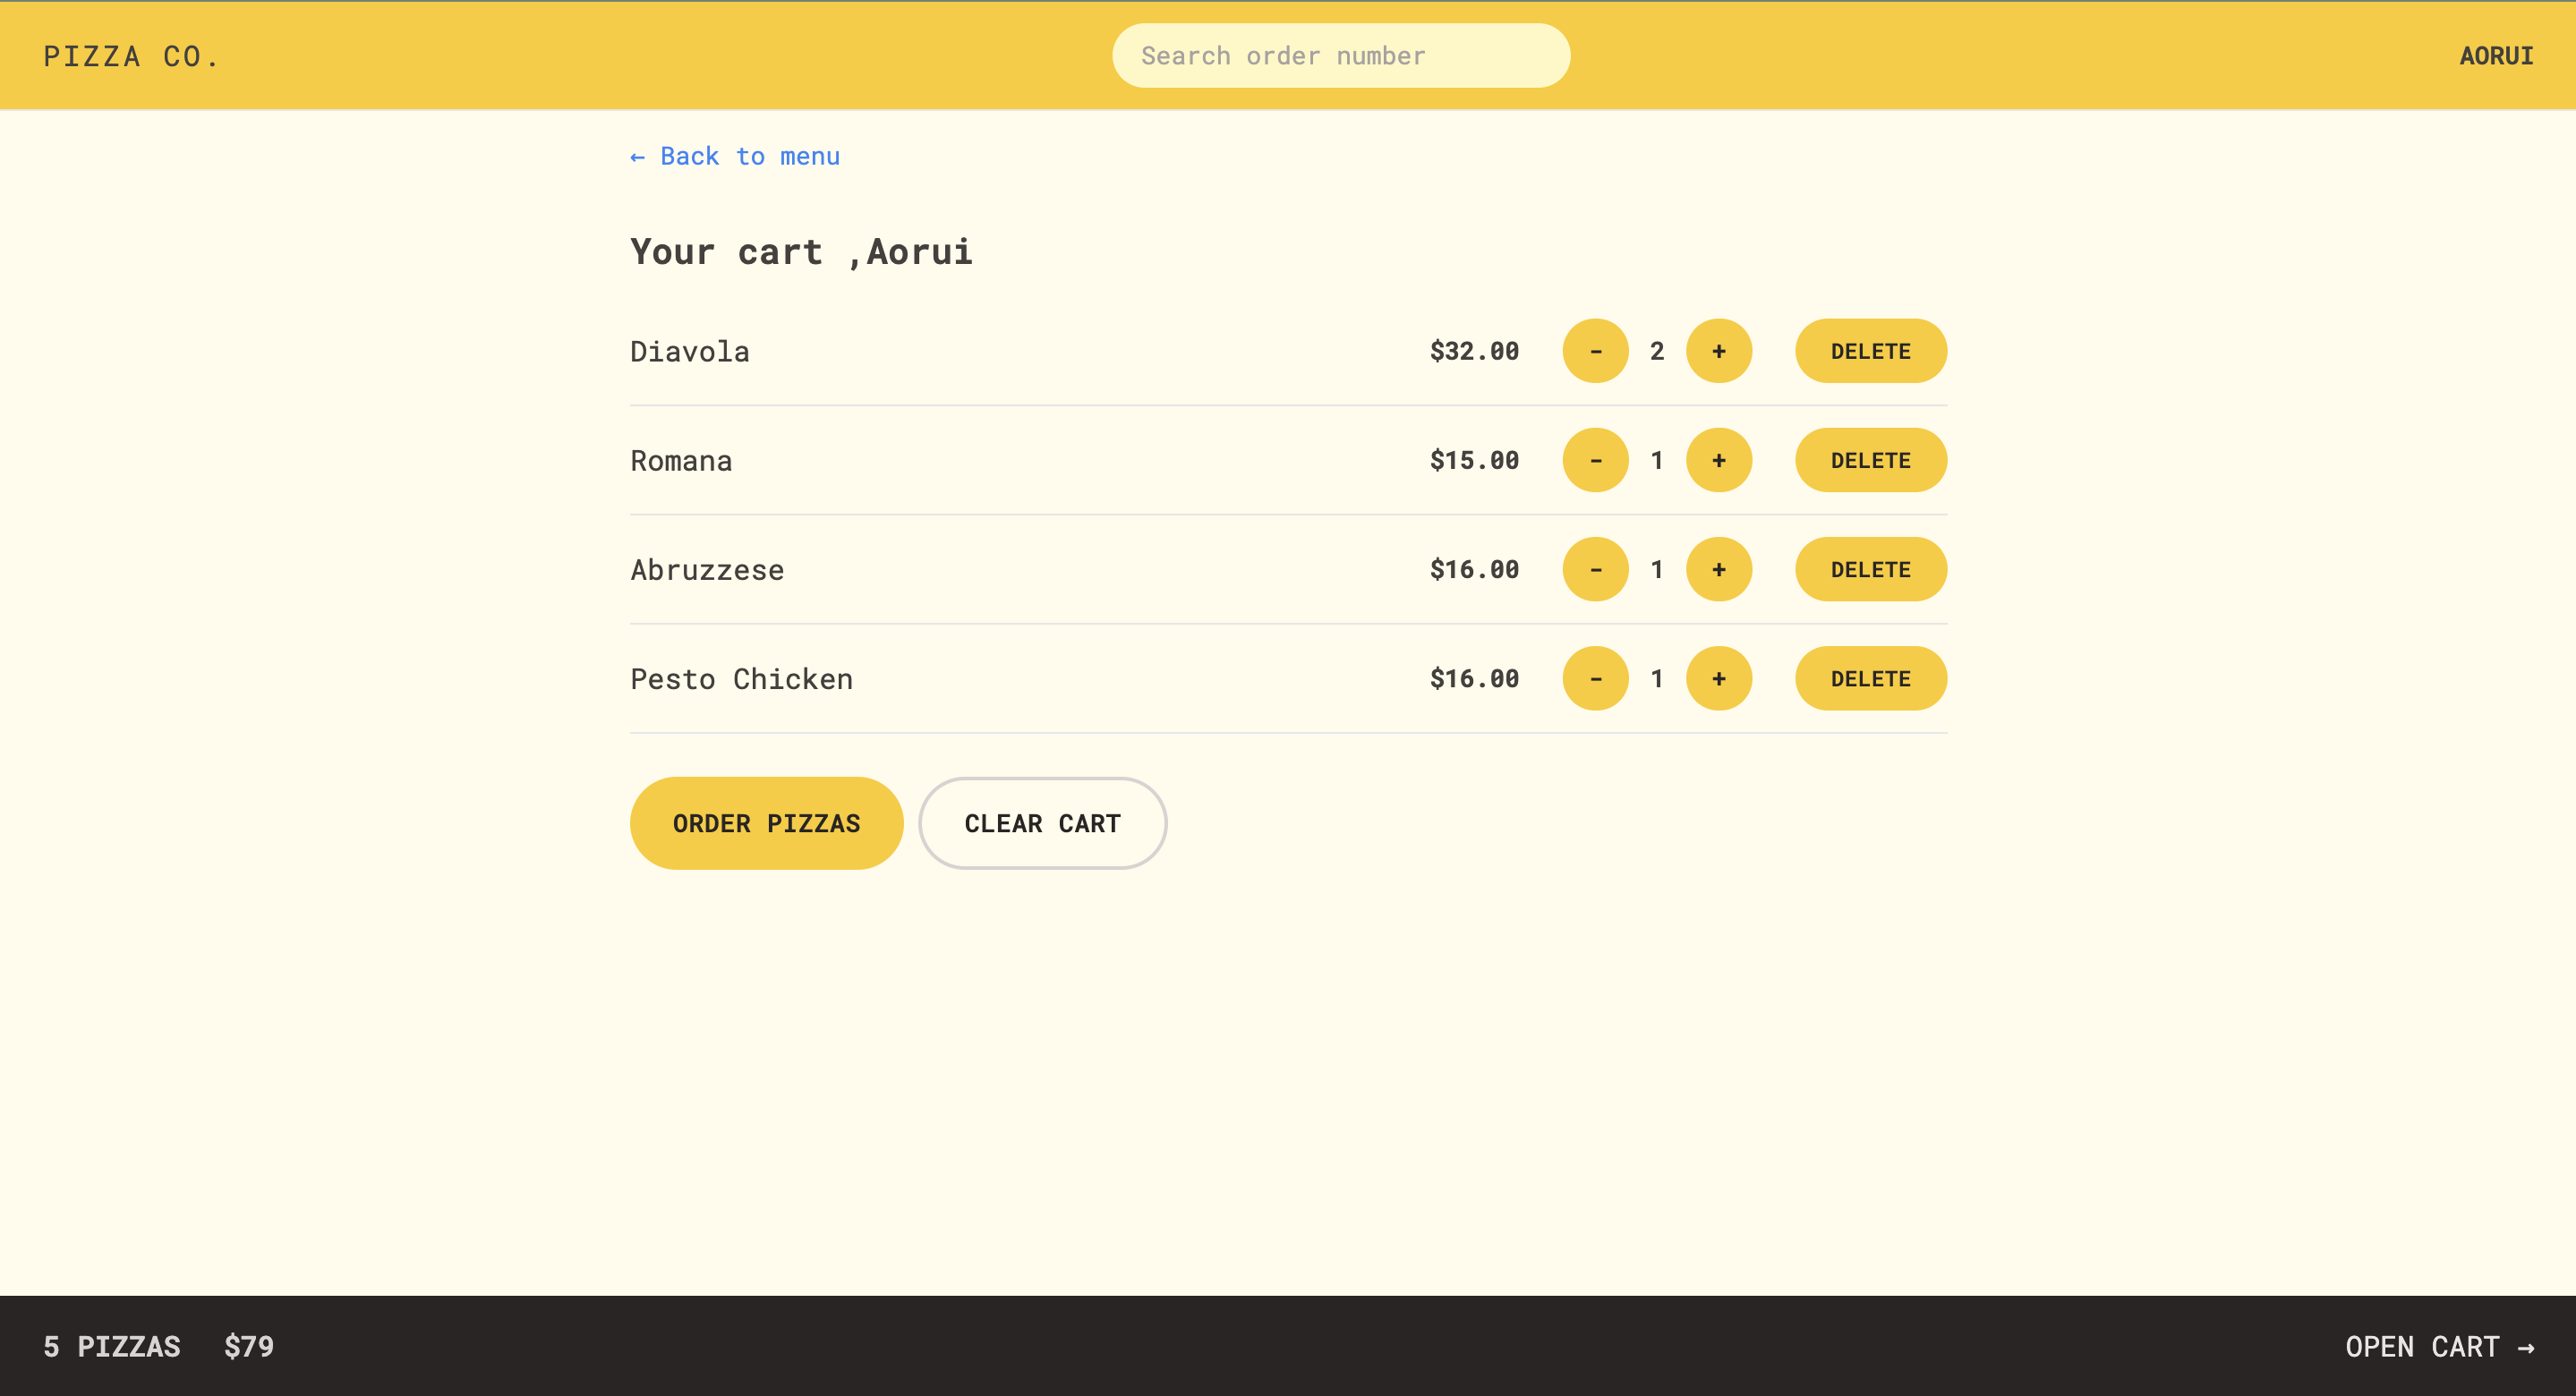 PIZZA CO. Search order number AORUI
← Back to menu
Your cart ,Aorui
Diavola $32.00 - 2 + DELETE
Romana $15.00 - 1 + DELETE
Abruzzese $16.00 - 1 + DELETE
Pesto Chicken $16.00 - 1 + DELETE
ORDER PIZZAS CLEAR CART
5 PIZZAS $79 OPEN CART →